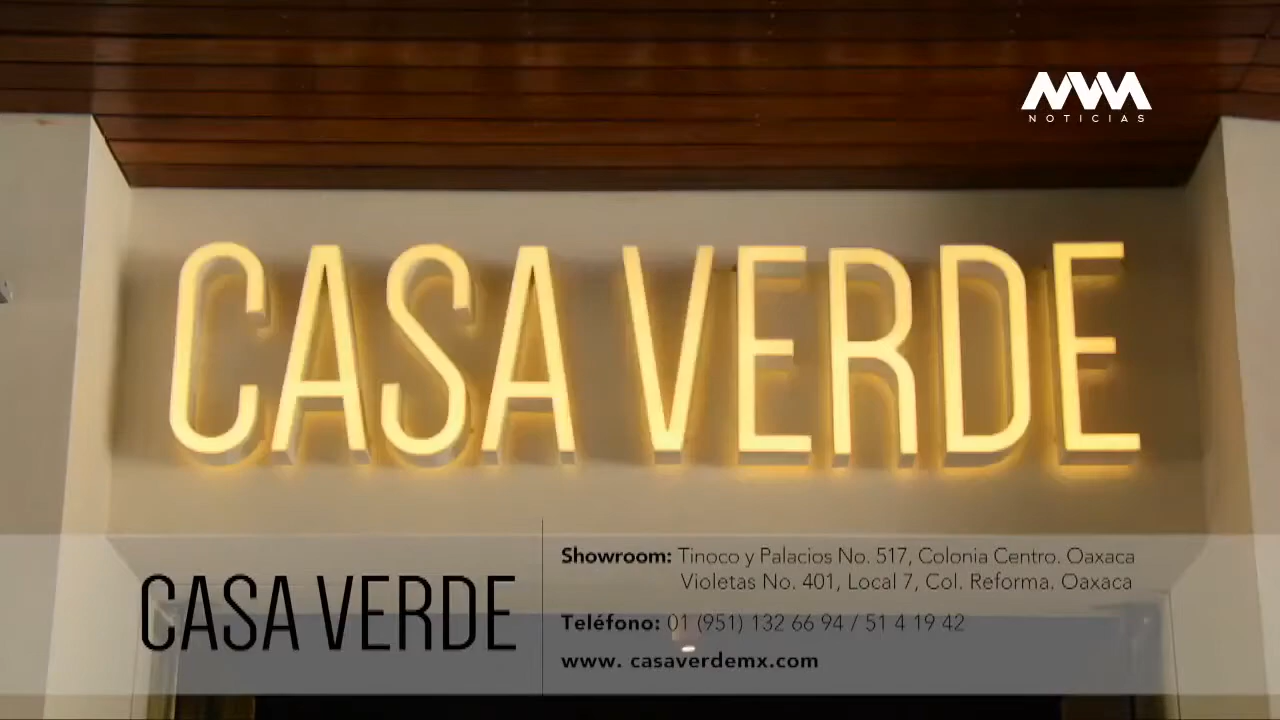 MVM
NOTICIAS
CASA VERDE
CASA VERDE
Showroom: Tinoco y Palacios No. 517, Colonia Centro. Oaxaca
Violetas No. 401, Local 7, Col. Reforma. Oaxaca
Teléfono: 01 (951) 132 66 94 / 51 4 19 42
www. casaverdemx.com